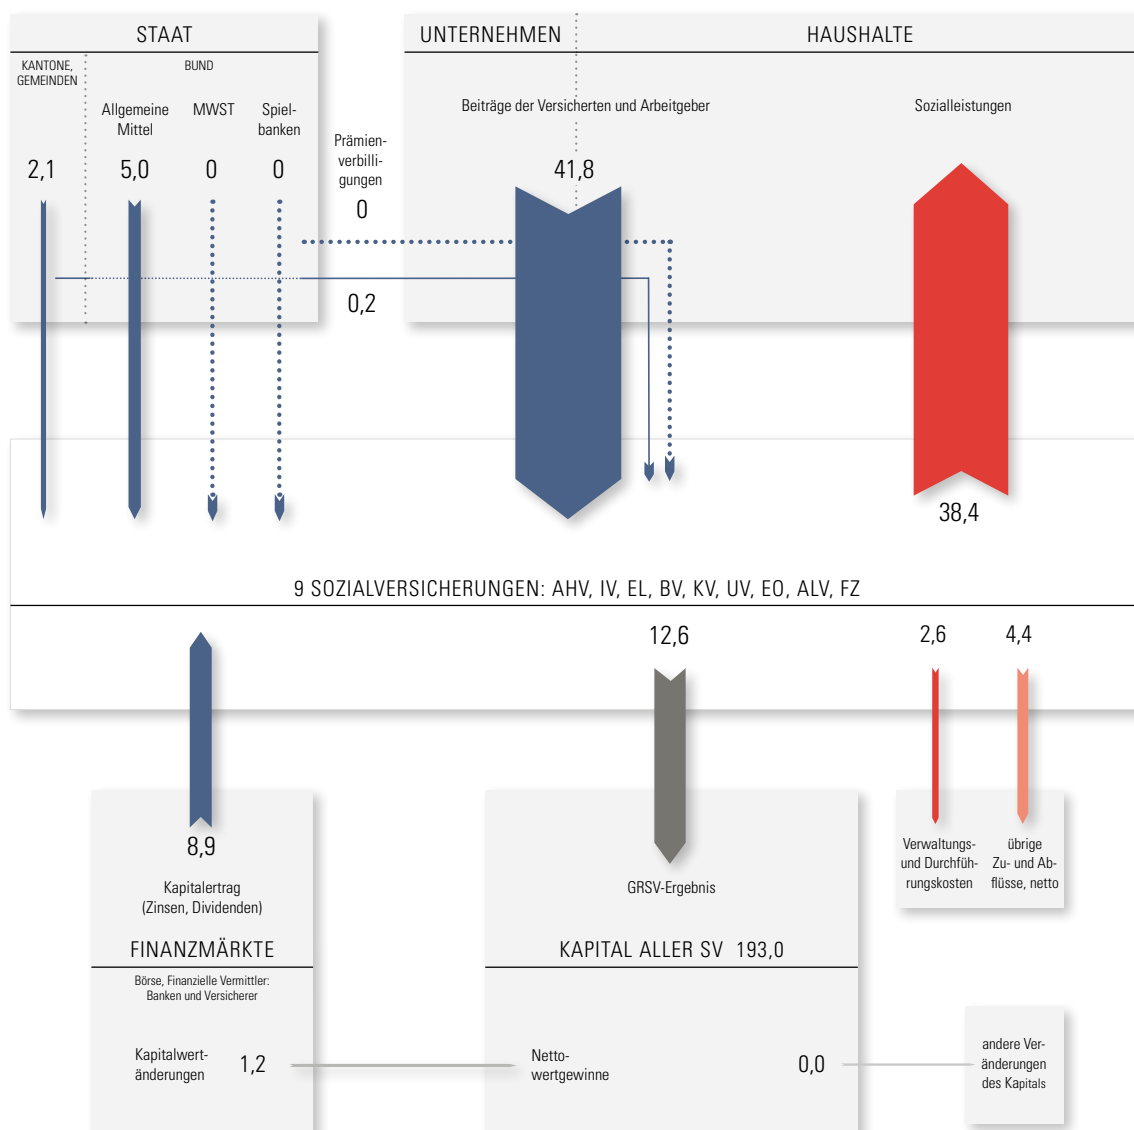 STAAT
KANTONE,
GEMEINDEN
BUND
Allgemeine
Mittel
MWST
Spiel-
banken
2,1
5,0
0
0
Prämien-
verbilli-
gungen
0
0,2
UNTERNEHMEN
HAUSHALTE
Beiträge der Versicherten und Arbeitgeber
41,8
Sozialleistungen
38,4
9 SOZIALVERSICHERUNGEN: AHV, IV, EL, BV, KV, UV, EO, ALV, FZ
12,6
2,6
4,4
8,9
Kapitalertrag
(Zinsen, Dividenden)
FINANZMÄRKTE
Börse, Finanzielle Vermittler:
Banken und Versicherer
Kapitalwert-
änderungen
1,2
GRSV-Ergebnis
KAPITAL ALLER SV 193,0
Netto-
wertgewinne
0,0
Verwaltungs-
und Durchfüh-
rungskosten
übrige
Zu- und Ab-
flüsse, netto
andere Ver-
änderungen
des Kapitals